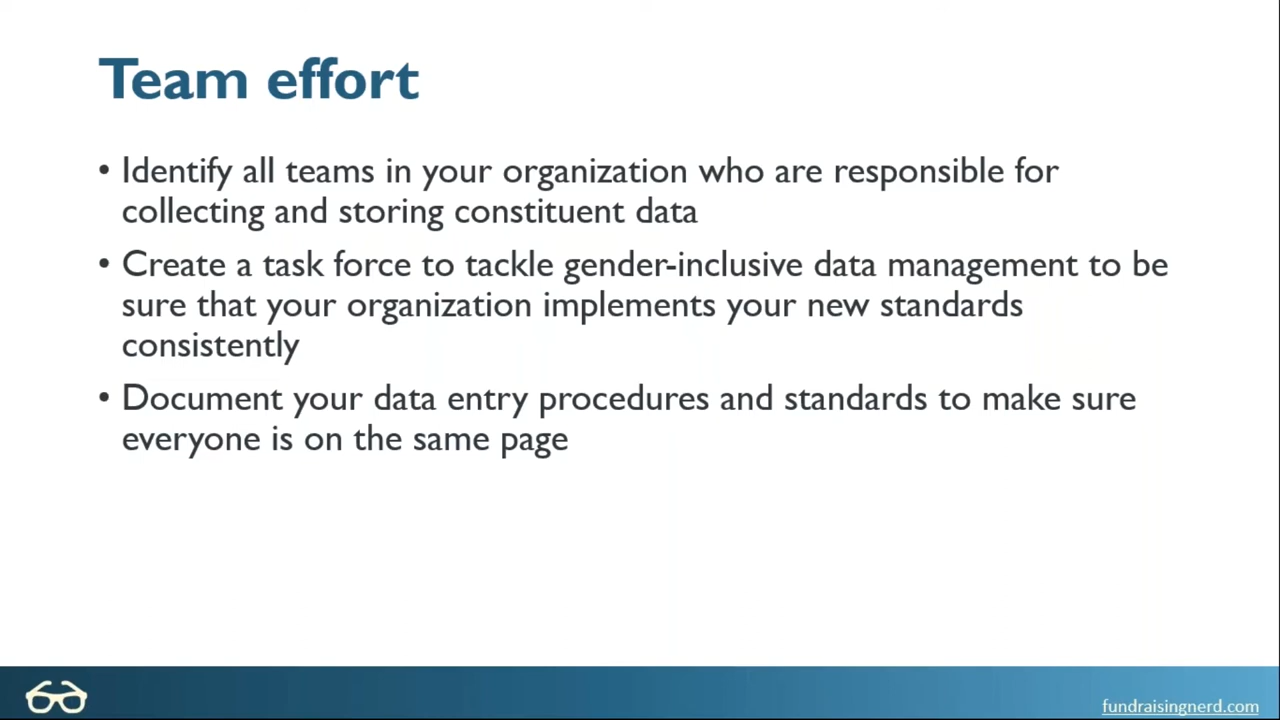 Team effort
• Identify all teams in your organization who are responsible for
collecting and storing constituent data
• Create a task force to tackle gender-inclusive data management to be
sure that your organization implements your new standards
consistently
• Document your data entry procedures and standards to make sure
everyone is on the same page
fundraisingnerd.com